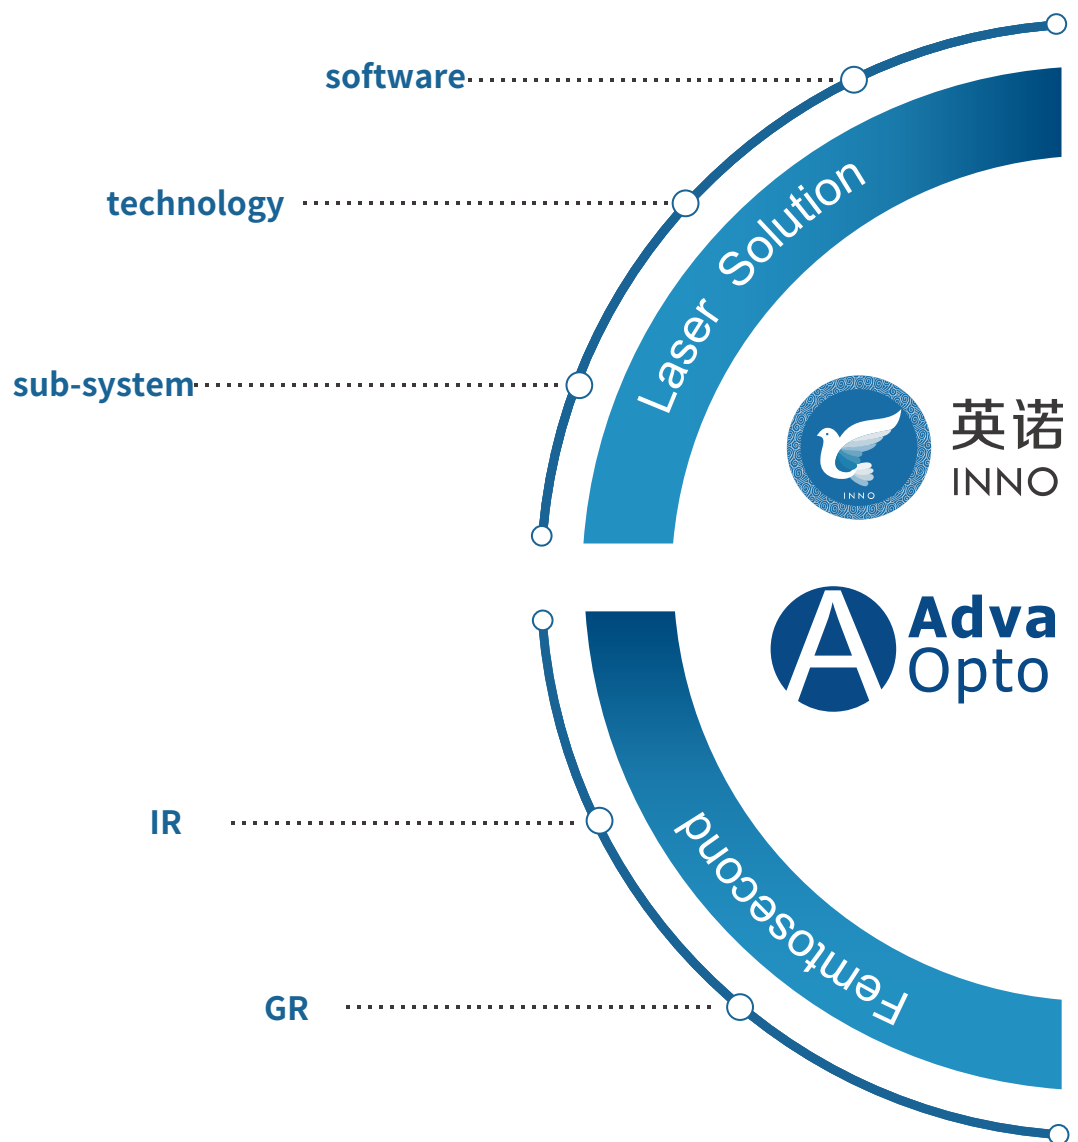 software
technology
sub-system
Laser Solution
英诺
INNO
INNO
Adva
Opto
IR
GR
Femtosecond